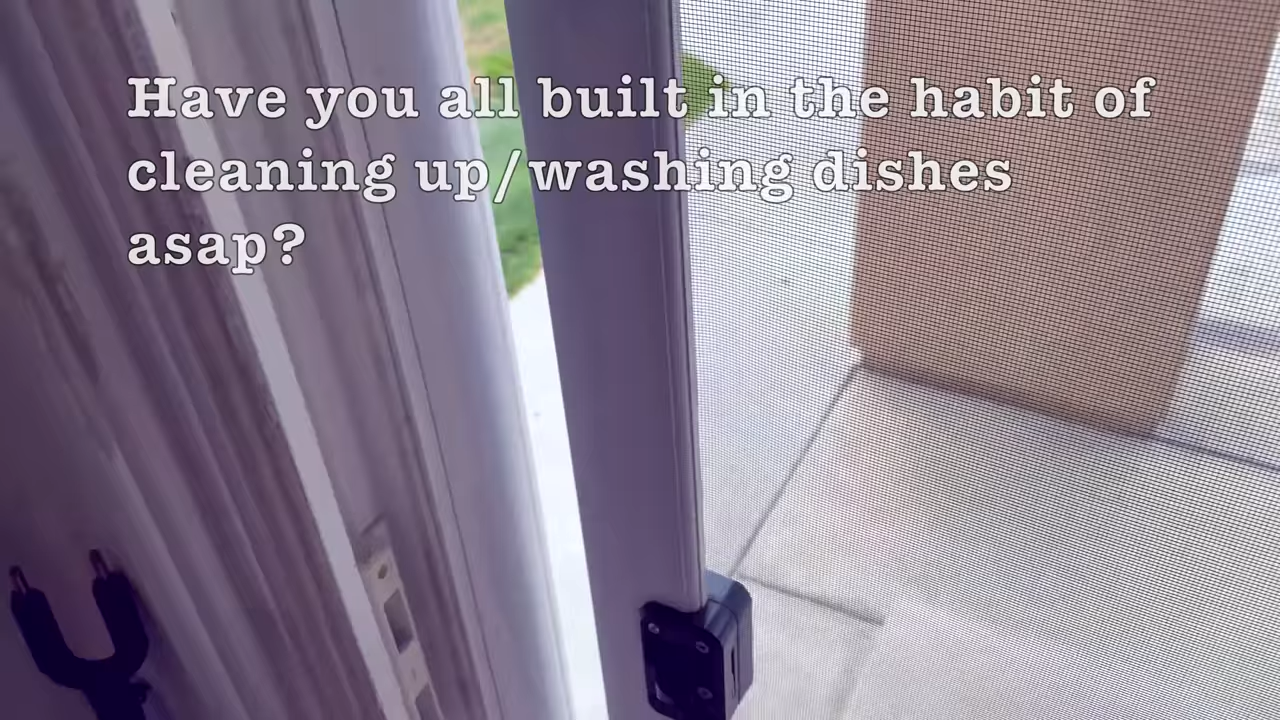 Have you all built in the habit of
cleaning up/washing dishes
asap?